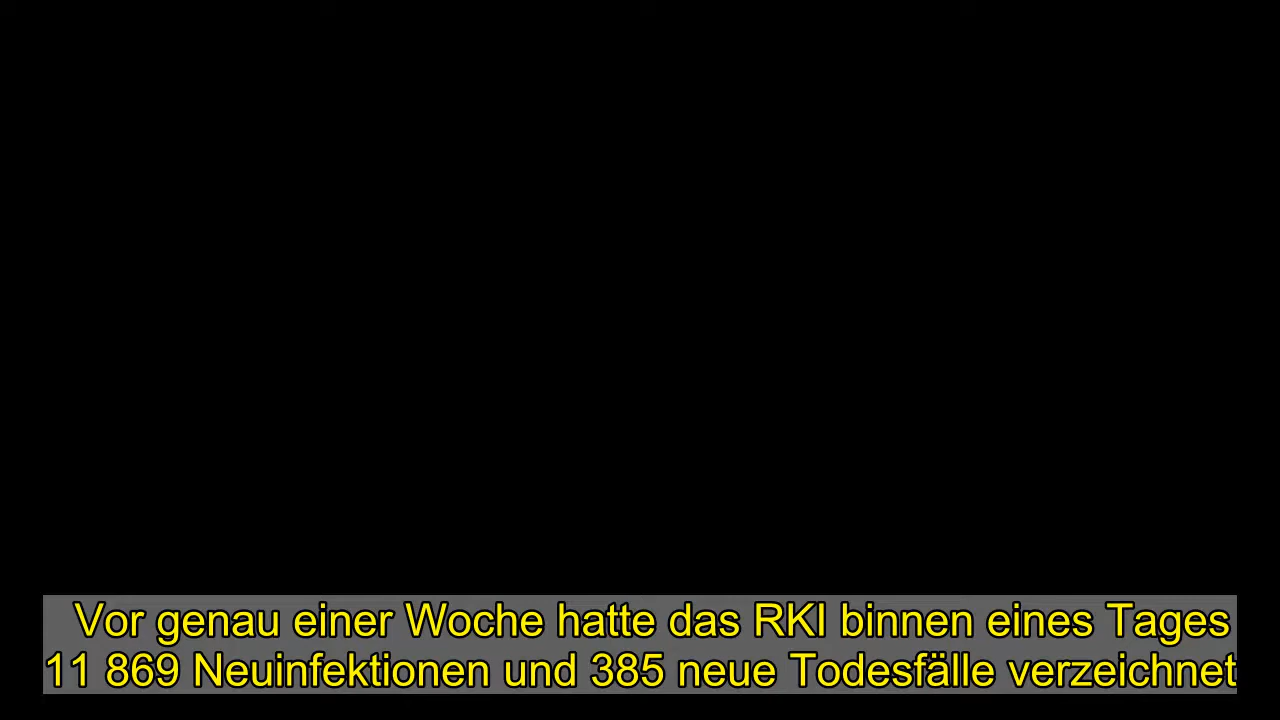 Vor genau einer Woche hatte das RKI binnen eines Tages
11 869 Neuinfektionen und 385 neue Todesfälle verzeichnet